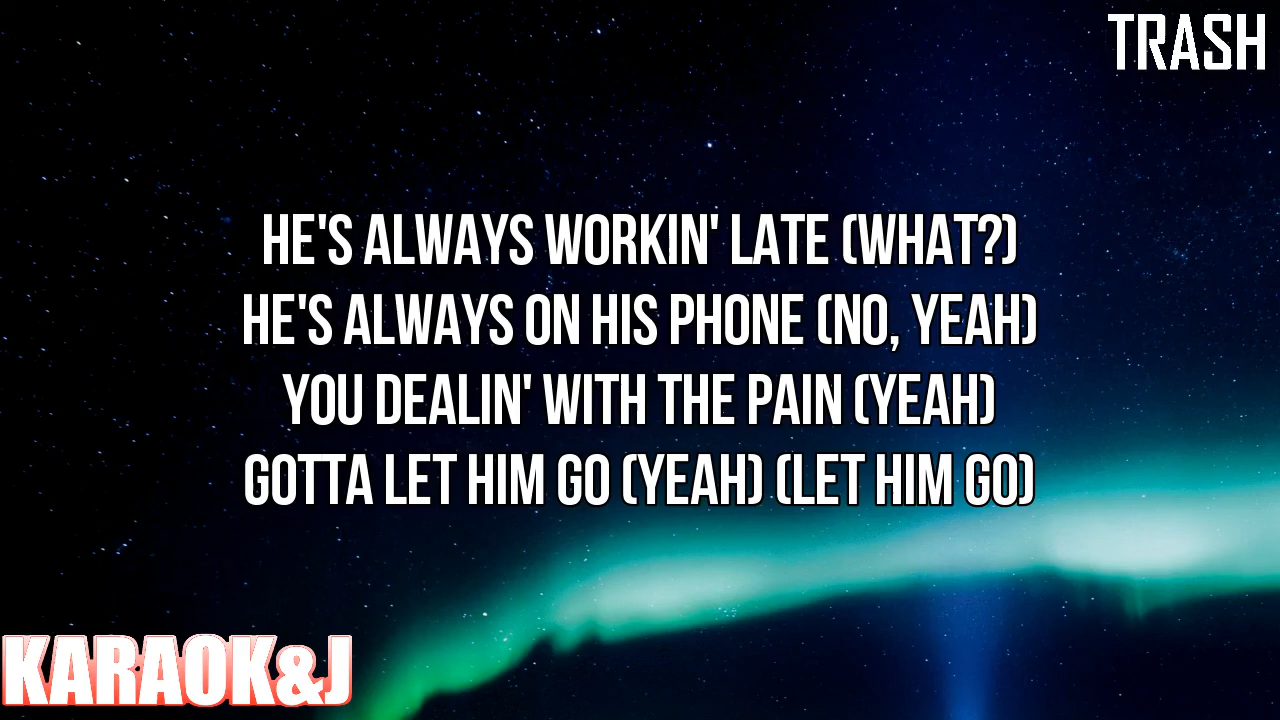 TRASH
HE'S ALWAYS WORKIN' LATE (WHAT?)
HE'S ALWAYS ON HIS PHONE (NO, YEAH)
YOU DEALIN' WITH THE PAIN (YEAH)
GOTTA LET HIM GO (YEAH) (LET HIM GO)
KARAOK&J